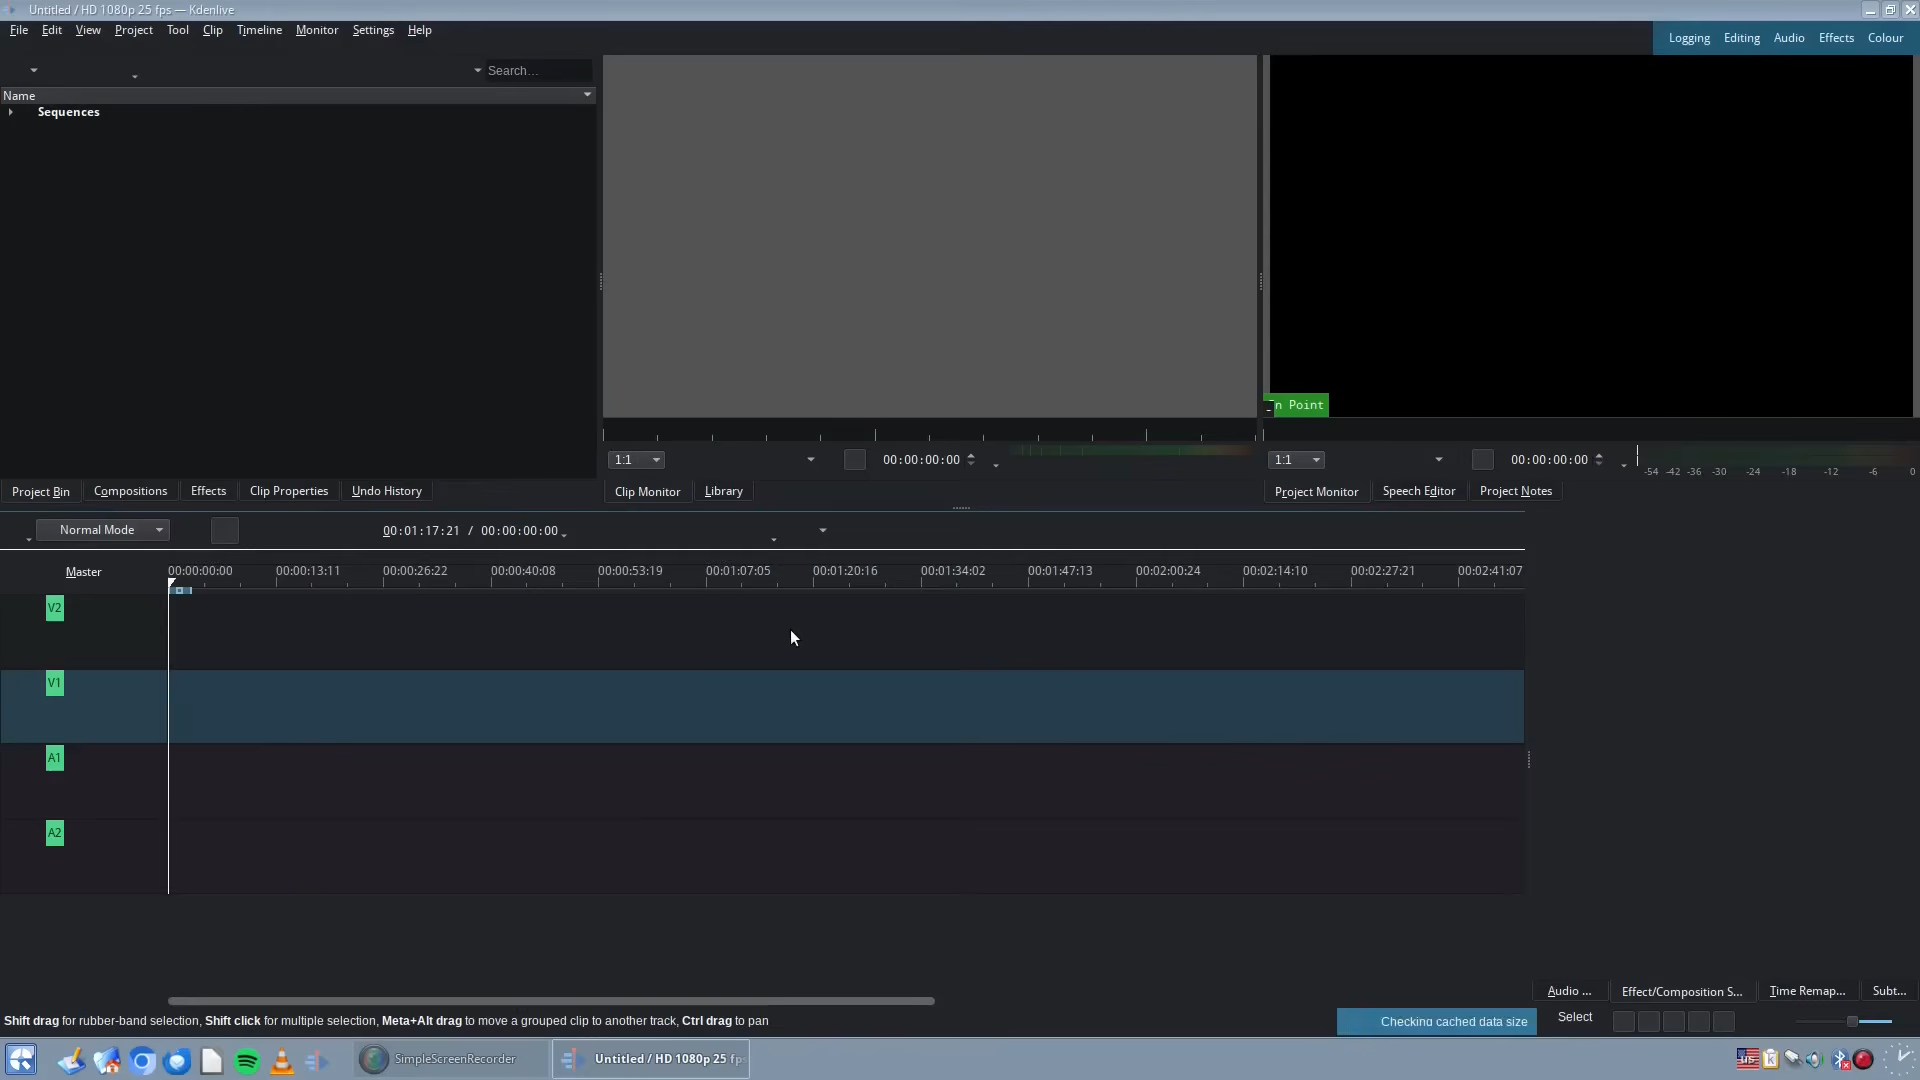 Untitled / HD 1080p 25 fps — Kdenlive
File Edit View Project Tool Clip Timeline Monitor Settings Help
Logging Editing Audio Effects Colour
Search...
Name
Sequences
In Point
1:1 00:00:00:00
1:1 00:00:00:00
-54 -42 -36 -30 -24 -18 -12 -6 0
Project Bin Compositions Effects Clip Properties Undo History
Clip Monitor Library
Project Monitor Speech Editor Project Notes
Normal Mode 00:01:17:21 / 00:00:00:00
Master 00:00:00:00 00:00:13:11 00:00:26:22 00:00:40:08 00:00:53:19 00:01:07:05 00:01:20:16 00:01:34:02 00:01:47:13 00:02:00:24 00:02:14:10 00:02:27:21 00:02:41:07
V2
V1
A1
A2
Audio ... Effect/Composition S... Time Remap... Subt...
Shift drag for rubber-band selection, Shift click for multiple selection, Meta+Alt drag to move a grouped clip to another track, Ctrl drag to pan
Checking cached data size
Select
SimpleScreenRecorder
Untitled / HD 1080p 25 fps
us